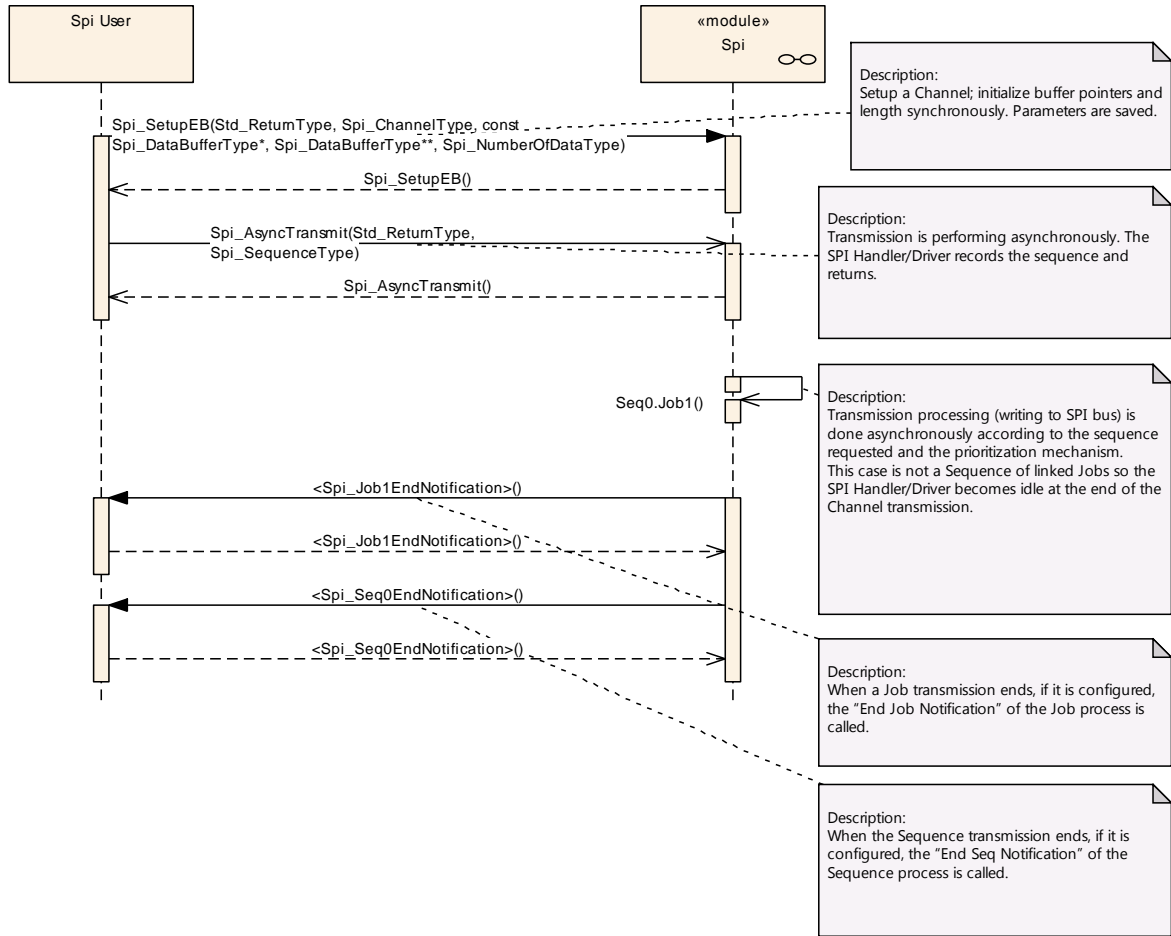 Spi User
«module»
Spi
Description:
Setup a Channel; initialize buffer pointers and
length synchronously. Parameters are saved.
Spi_SetupEB(Std_ReturnType, Spi_ChannelType, const
Spi_DataBufferType*, Spi_DataBufferType**, Spi_NumberOfDataType)
Spi_SetupEB()
Description:
Transmission is performing asynchronously. The
SPI Handler/Driver records the sequence and
returns.
Spi_AsyncTransmit(Std_ReturnType,
Spi_SequenceType)
Spi_AsyncTransmit()
Seq0.Job1()
Description:
Transmission processing (writing to SPI bus) is
done asynchronously according to the sequence
requested and the prioritization mechanism.
This case is not a Sequence of linked Jobs so the
SPI Handler/Driver becomes idle at the end of the
Channel transmission.
<Spi_Job1EndNotification>()
<Spi_Job1EndNotification>()
<Spi_Seq0EndNotification>()
<Spi_Seq0EndNotification>()
Description:
When a Job transmission ends, if it is configured,
the "End Job Notification" of the Job process is
called.
Description:
When the Sequence transmission ends, if it is
configured, the "End Seq Notification" of the
Sequence process is called.